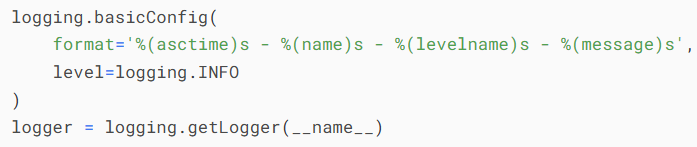 logging.basicConfig(
    format='%(asctime)s - %(name)s - %(levelname)s - %(message)s',
    level=logging.INFO
)
logger = logging.getLogger(__name__)